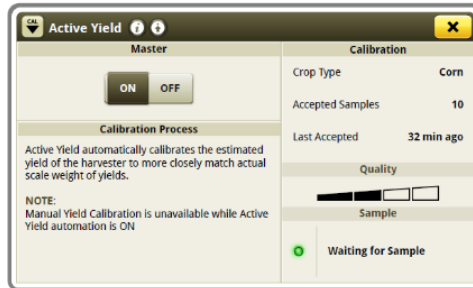 CAL
Active Yield
Master
ON OFF
Calibration Process
Active Yield automatically calibrates the estimated
yield of the harvester to more closely match actual
scale weight of yields.
NOTE:
Manual Yield Calibration is unavailable while Active
Yield automation is ON
Calibration
Crop Type Corn
Accepted Samples 10
Last Accepted 32 min ago
Quality
Sample
Waiting for Sample